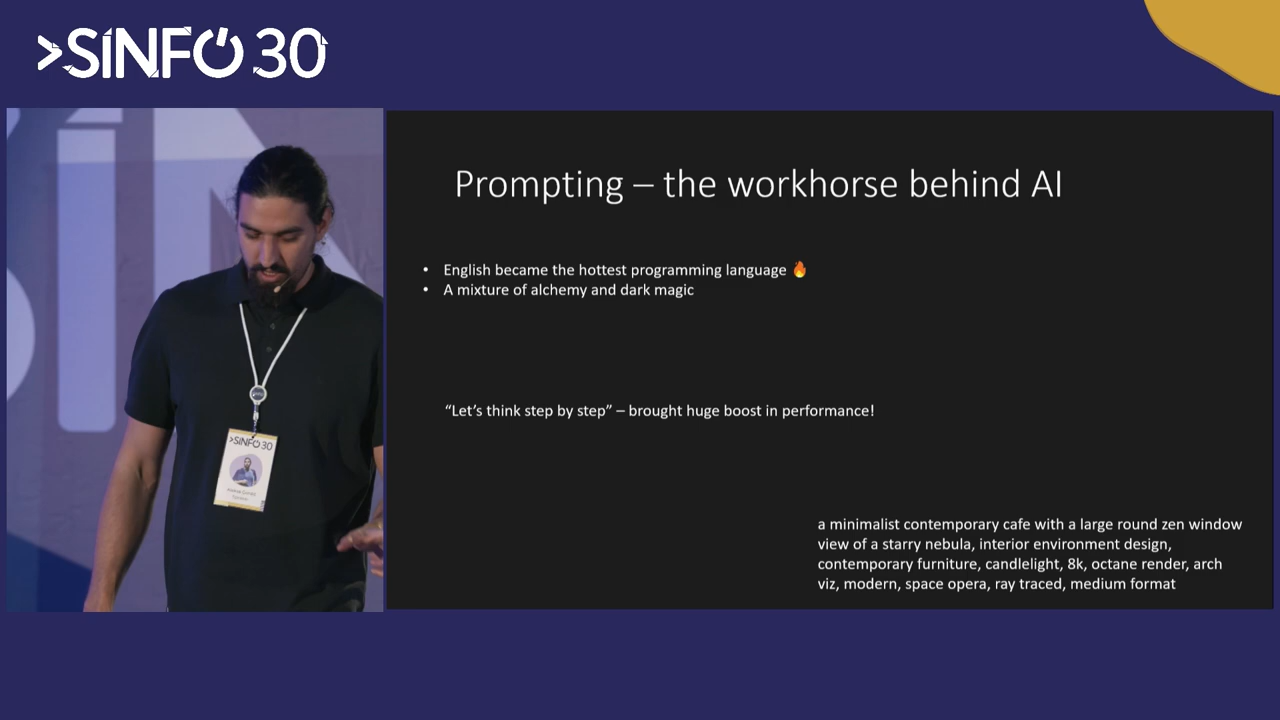 >SINFO 30
Prompting – the workhorse behind AI
• English became the hottest programming language 🔥
• A mixture of alchemy and dark magic
“Let’s think step by step” – brought huge boost in performance!
a minimalist contemporary cafe with a large round zen window
view of a starry nebula, interior environment design,
contemporary furniture, candlelight, 8k, octane render, arch
viz, modern, space opera, ray traced, medium format
>SINFO 30